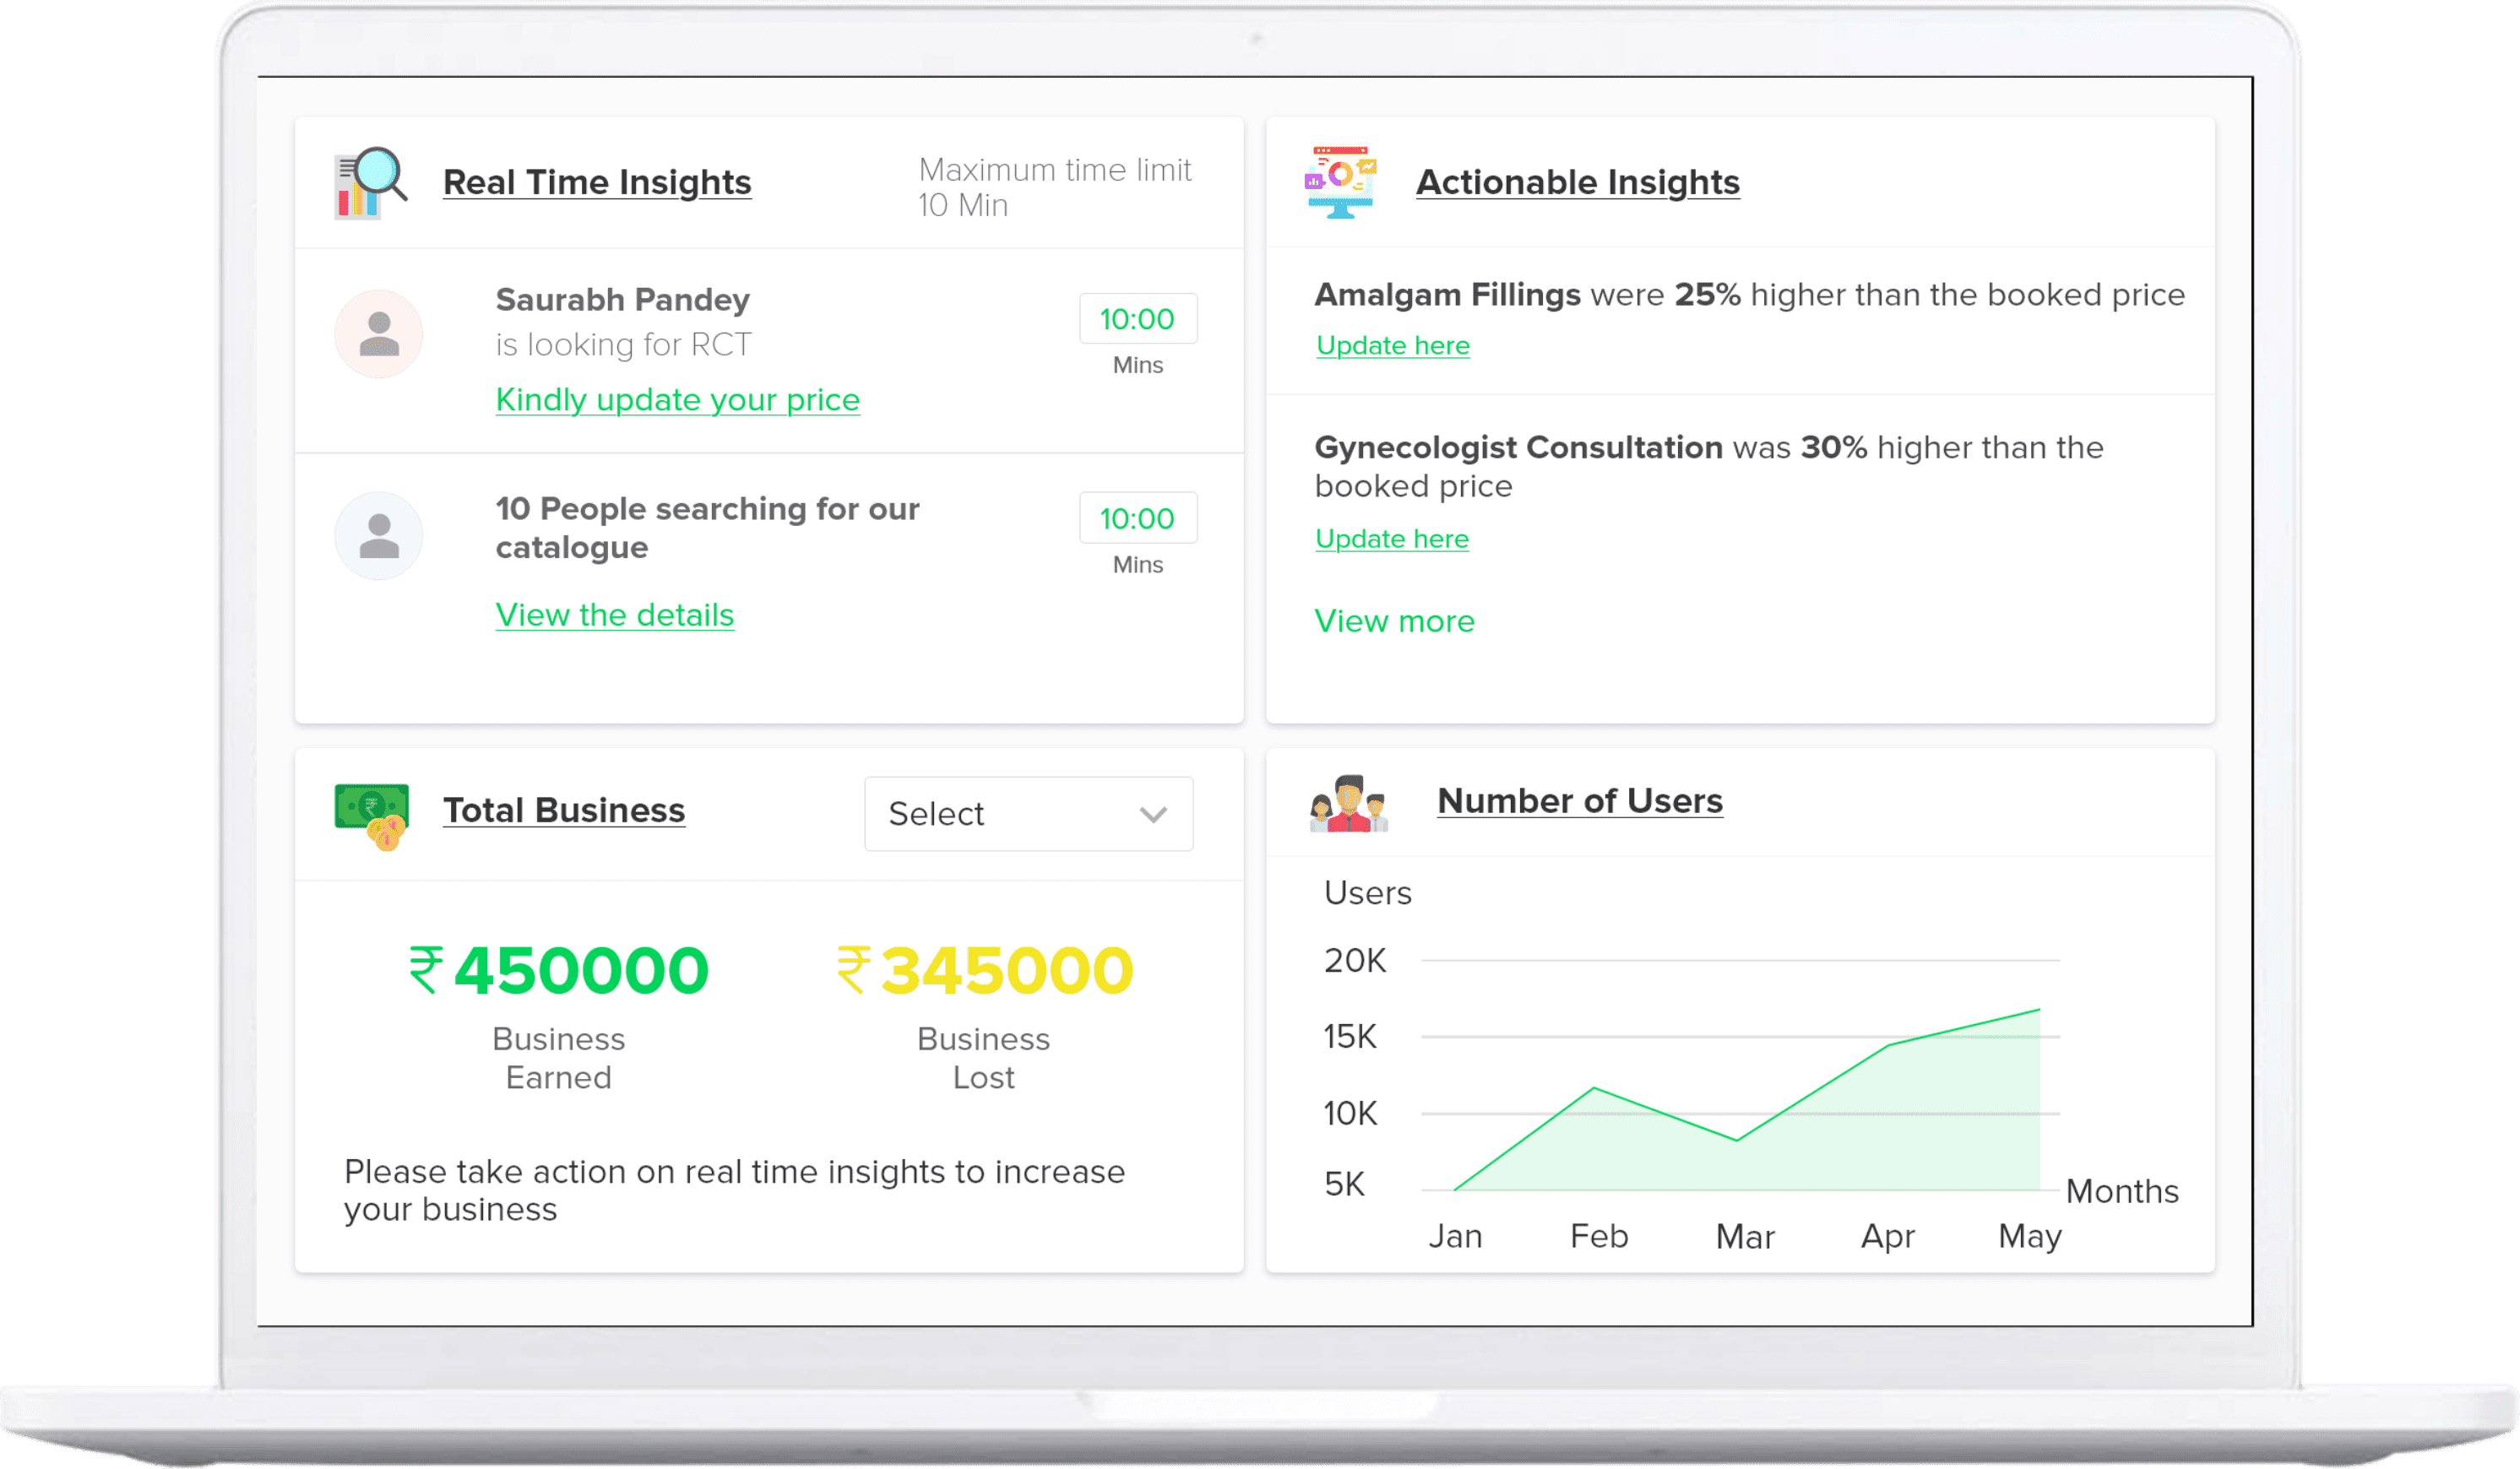 Real Time Insights
Maximum time limit
10 Min
Saurabh Pandey
is looking for RCT
Kindly update your price
10:00
Mins
10 People searching for our
catalogue
View the details
10:00
Mins
Actionable Insights
Amalgam Fillings were 25% higher than the booked price
Update here
Gynecologist Consultation was 30% higher than the
booked price
Update here
View more
Total Business
Select
₹450000
Business
Earned
₹345000
Business
Lost
Please take action on real time insights to increase
your business
Number of Users
Users
20K
15K
10K
5K
Months
Jan Feb Mar Apr May